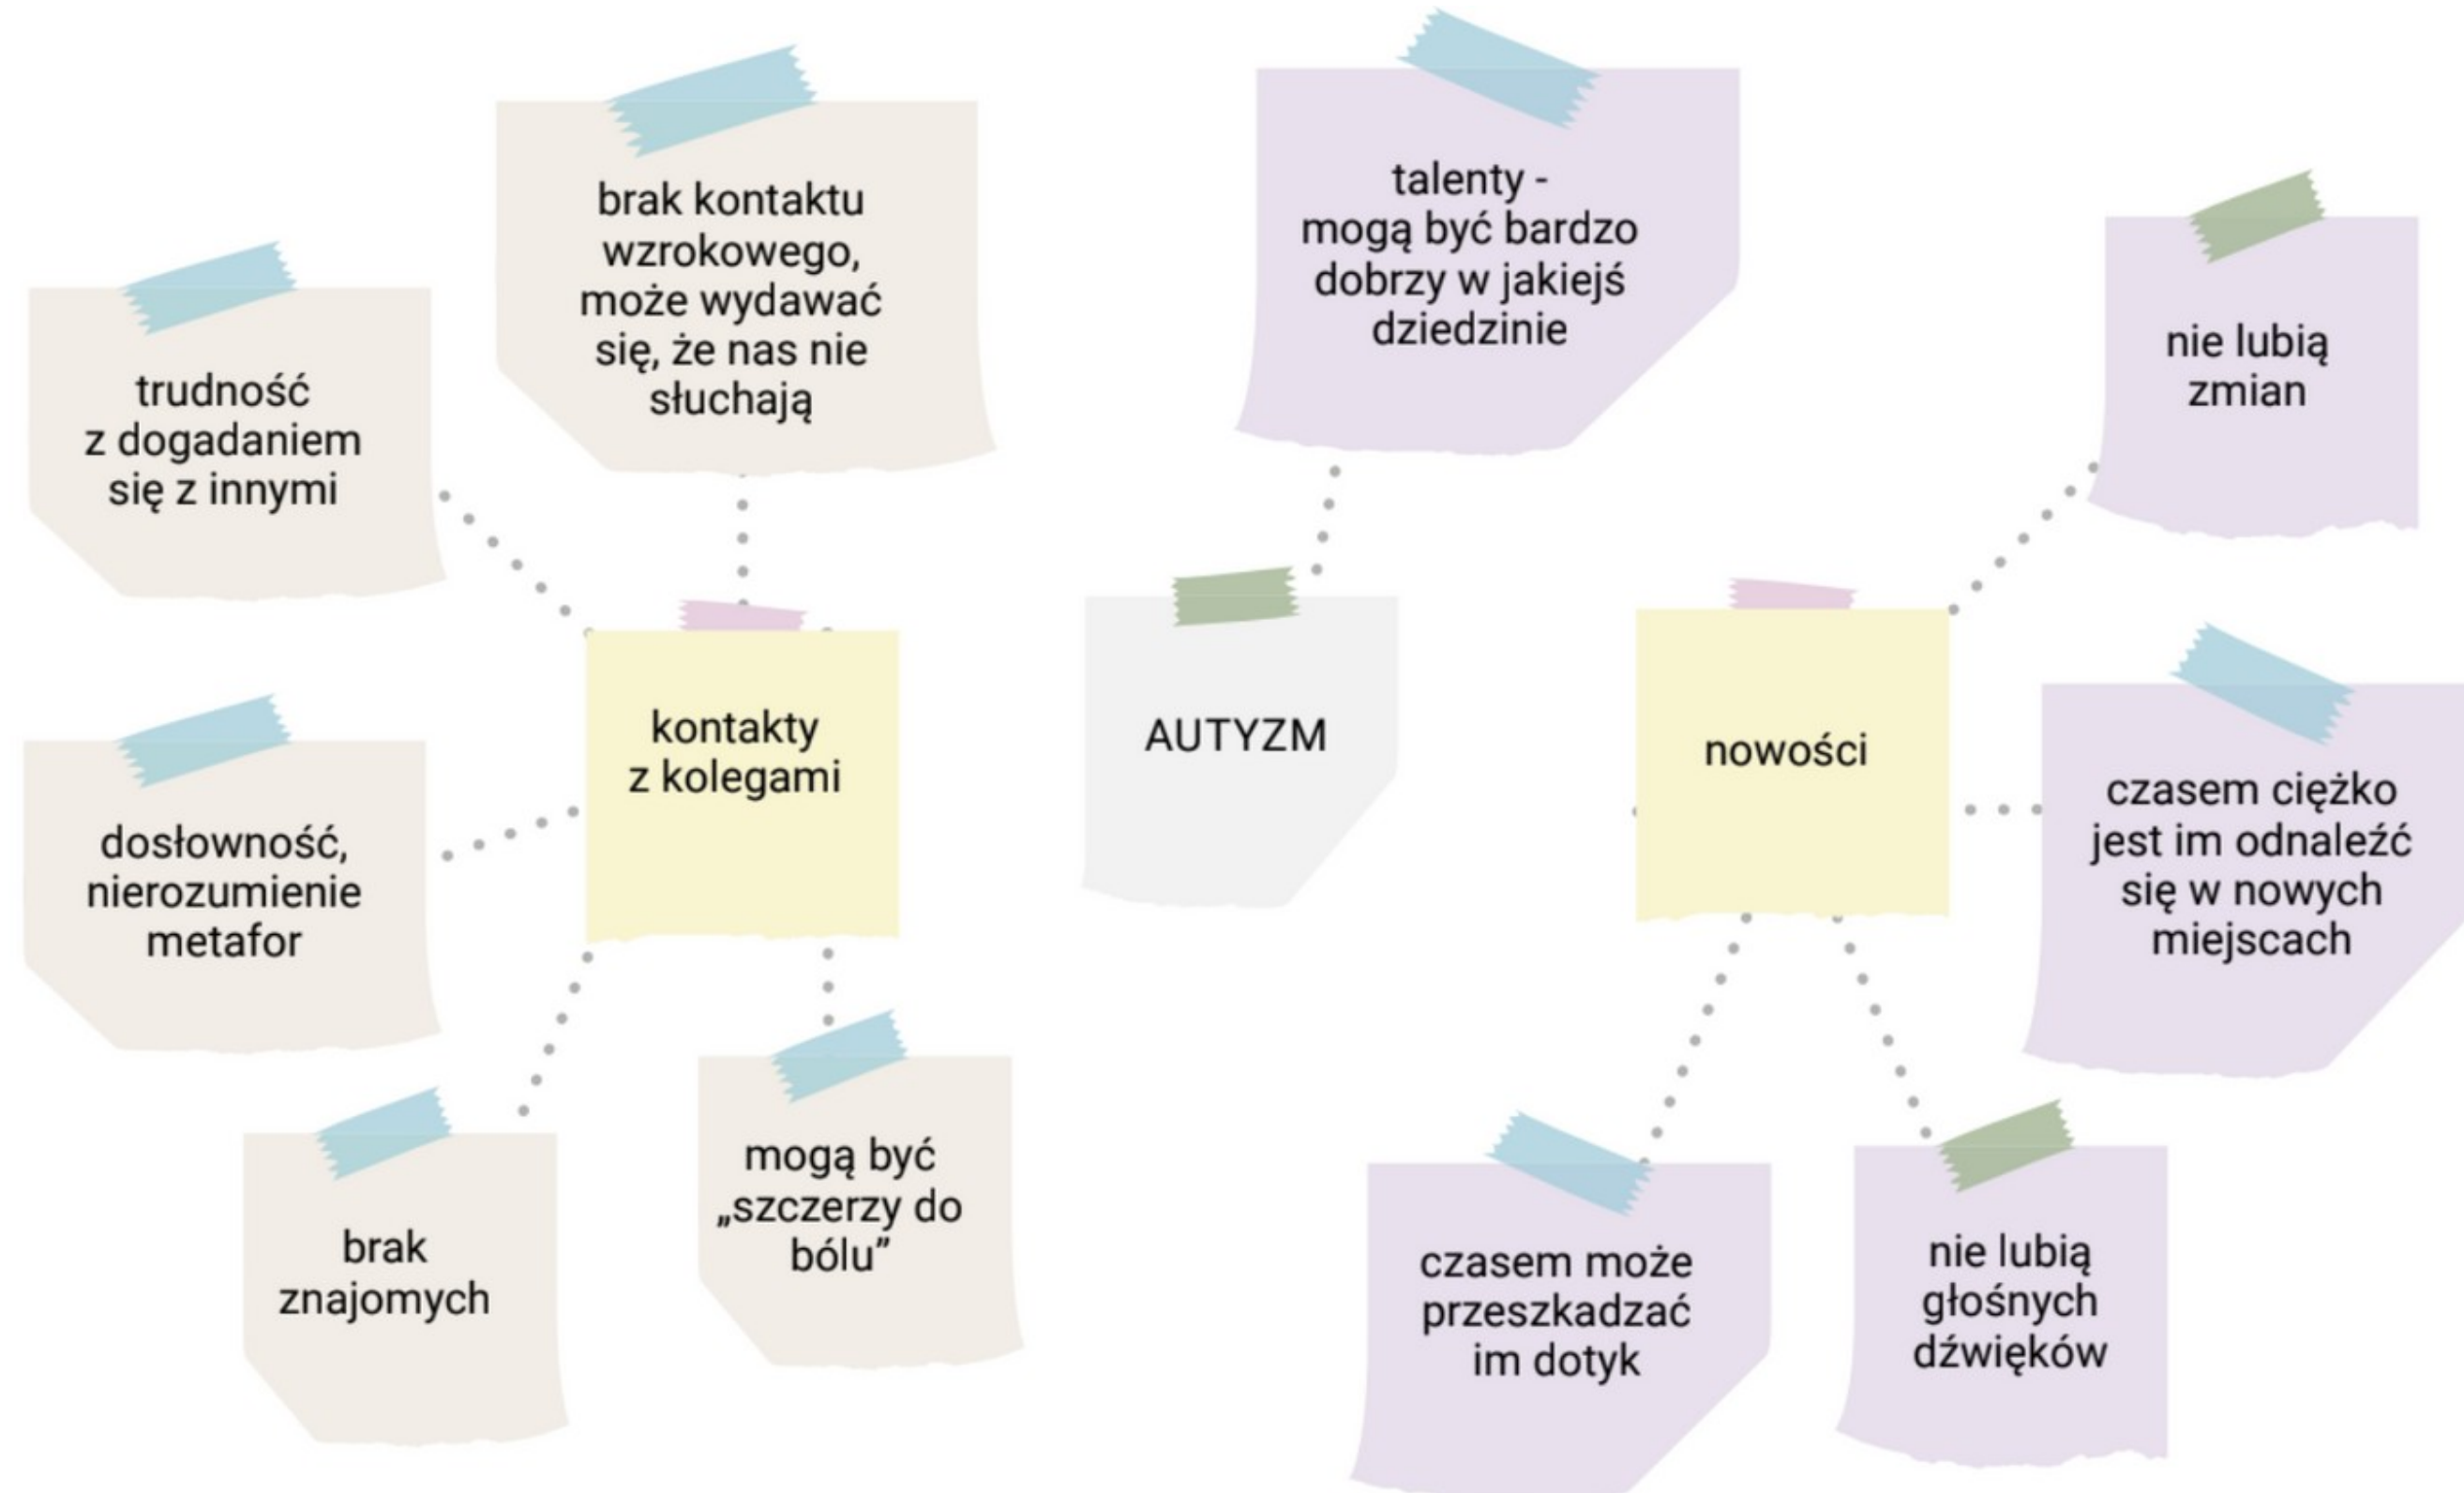 brak kontaktu
wzrokowego,
może wydawać
się, że nas nie
słuchają
trudność
z dogadaniem
się z innymi
kontakty
z kolegami
dosłowność,
nierozumienie
metafor
brak
znajomych
mogą być
„szczerzy do
bólu”
talenty -
mogą być bardzo
dobrzy w jakiejś
dziedzinie
AUTYZM
nie lubią
zmian
nowości
czasem ciężko
jest im odnaleźć
się w nowych
miejscach
czasem może
przeszkadzać
im dotyk
nie lubią
głośnych
dźwięków